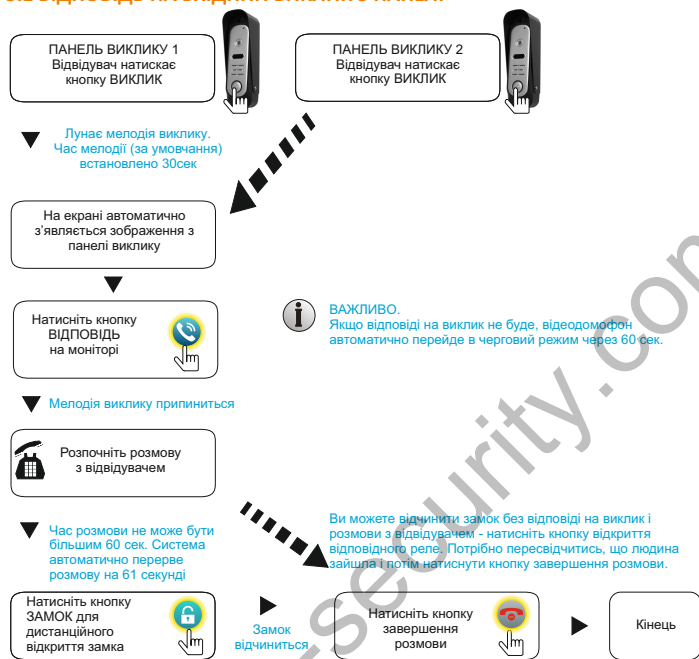 ПАНЕЛЬ ВИКЛИКУ 1
Відвідувач натискає
кнопку ВИКЛИК
ПАНЕЛЬ ВИКЛИКУ 2
Відвідувач натискає
кнопку ВИКЛИК
Лунає мелодія виклику.
Час мелодії (за умовчання)
встановлено 30сек
На екрані автоматично
з'являється зображення з
панелі виклику
Натисніть кнопку
ВІДПОВІДЬ
на моніторі
ВАЖЛИВО.
Якщо відповіді на виклик не буде, відеодомофон
автоматично перейде в черговий режим через 60 сек.
Мелодія виклику припиниться
Розпочніть розмову
з відвідувачем
Час розмови не може бути
більшим 60 сек. Система
автоматично перерве
розмову на 61 секунді
Ви можете відчинити замок без відповіді на виклик і
розмови з відвідувачем - натисніть кнопку відкриття
відповідного реле. Потрібно пересвідчитись, що людина
зайшла і потім натиснути кнопку завершення розмови.
Натисніть кнопку
ЗАМОК для
дистанційного
відкриття замка
Замок
відчиниться
Натисніть кнопку
завершення
розмови
Кінець